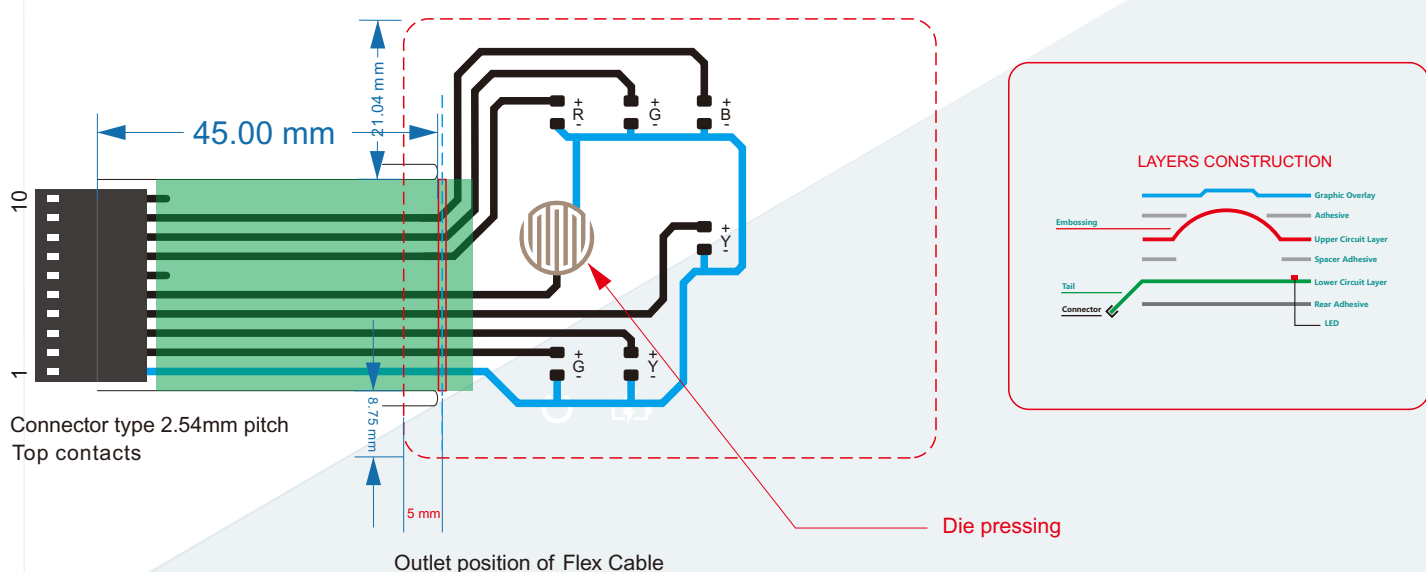 21.04 mm
45.00 mm
+ + +
R G B
- - -
10
+
Y
-
1
+ +
G Y
- -
8.75 mm
Connector type 2.54mm pitch
Top contacts
5 mm
Outlet position of Flex Cable
Die pressing
LAYERS CONSTRUCTION
Graphic Overlay
Adhesive
Embossing
Upper Circuit Layer
Spacer Adhesive
Tail
Lower Circuit Layer
Connector
Rear Adhesive
LED